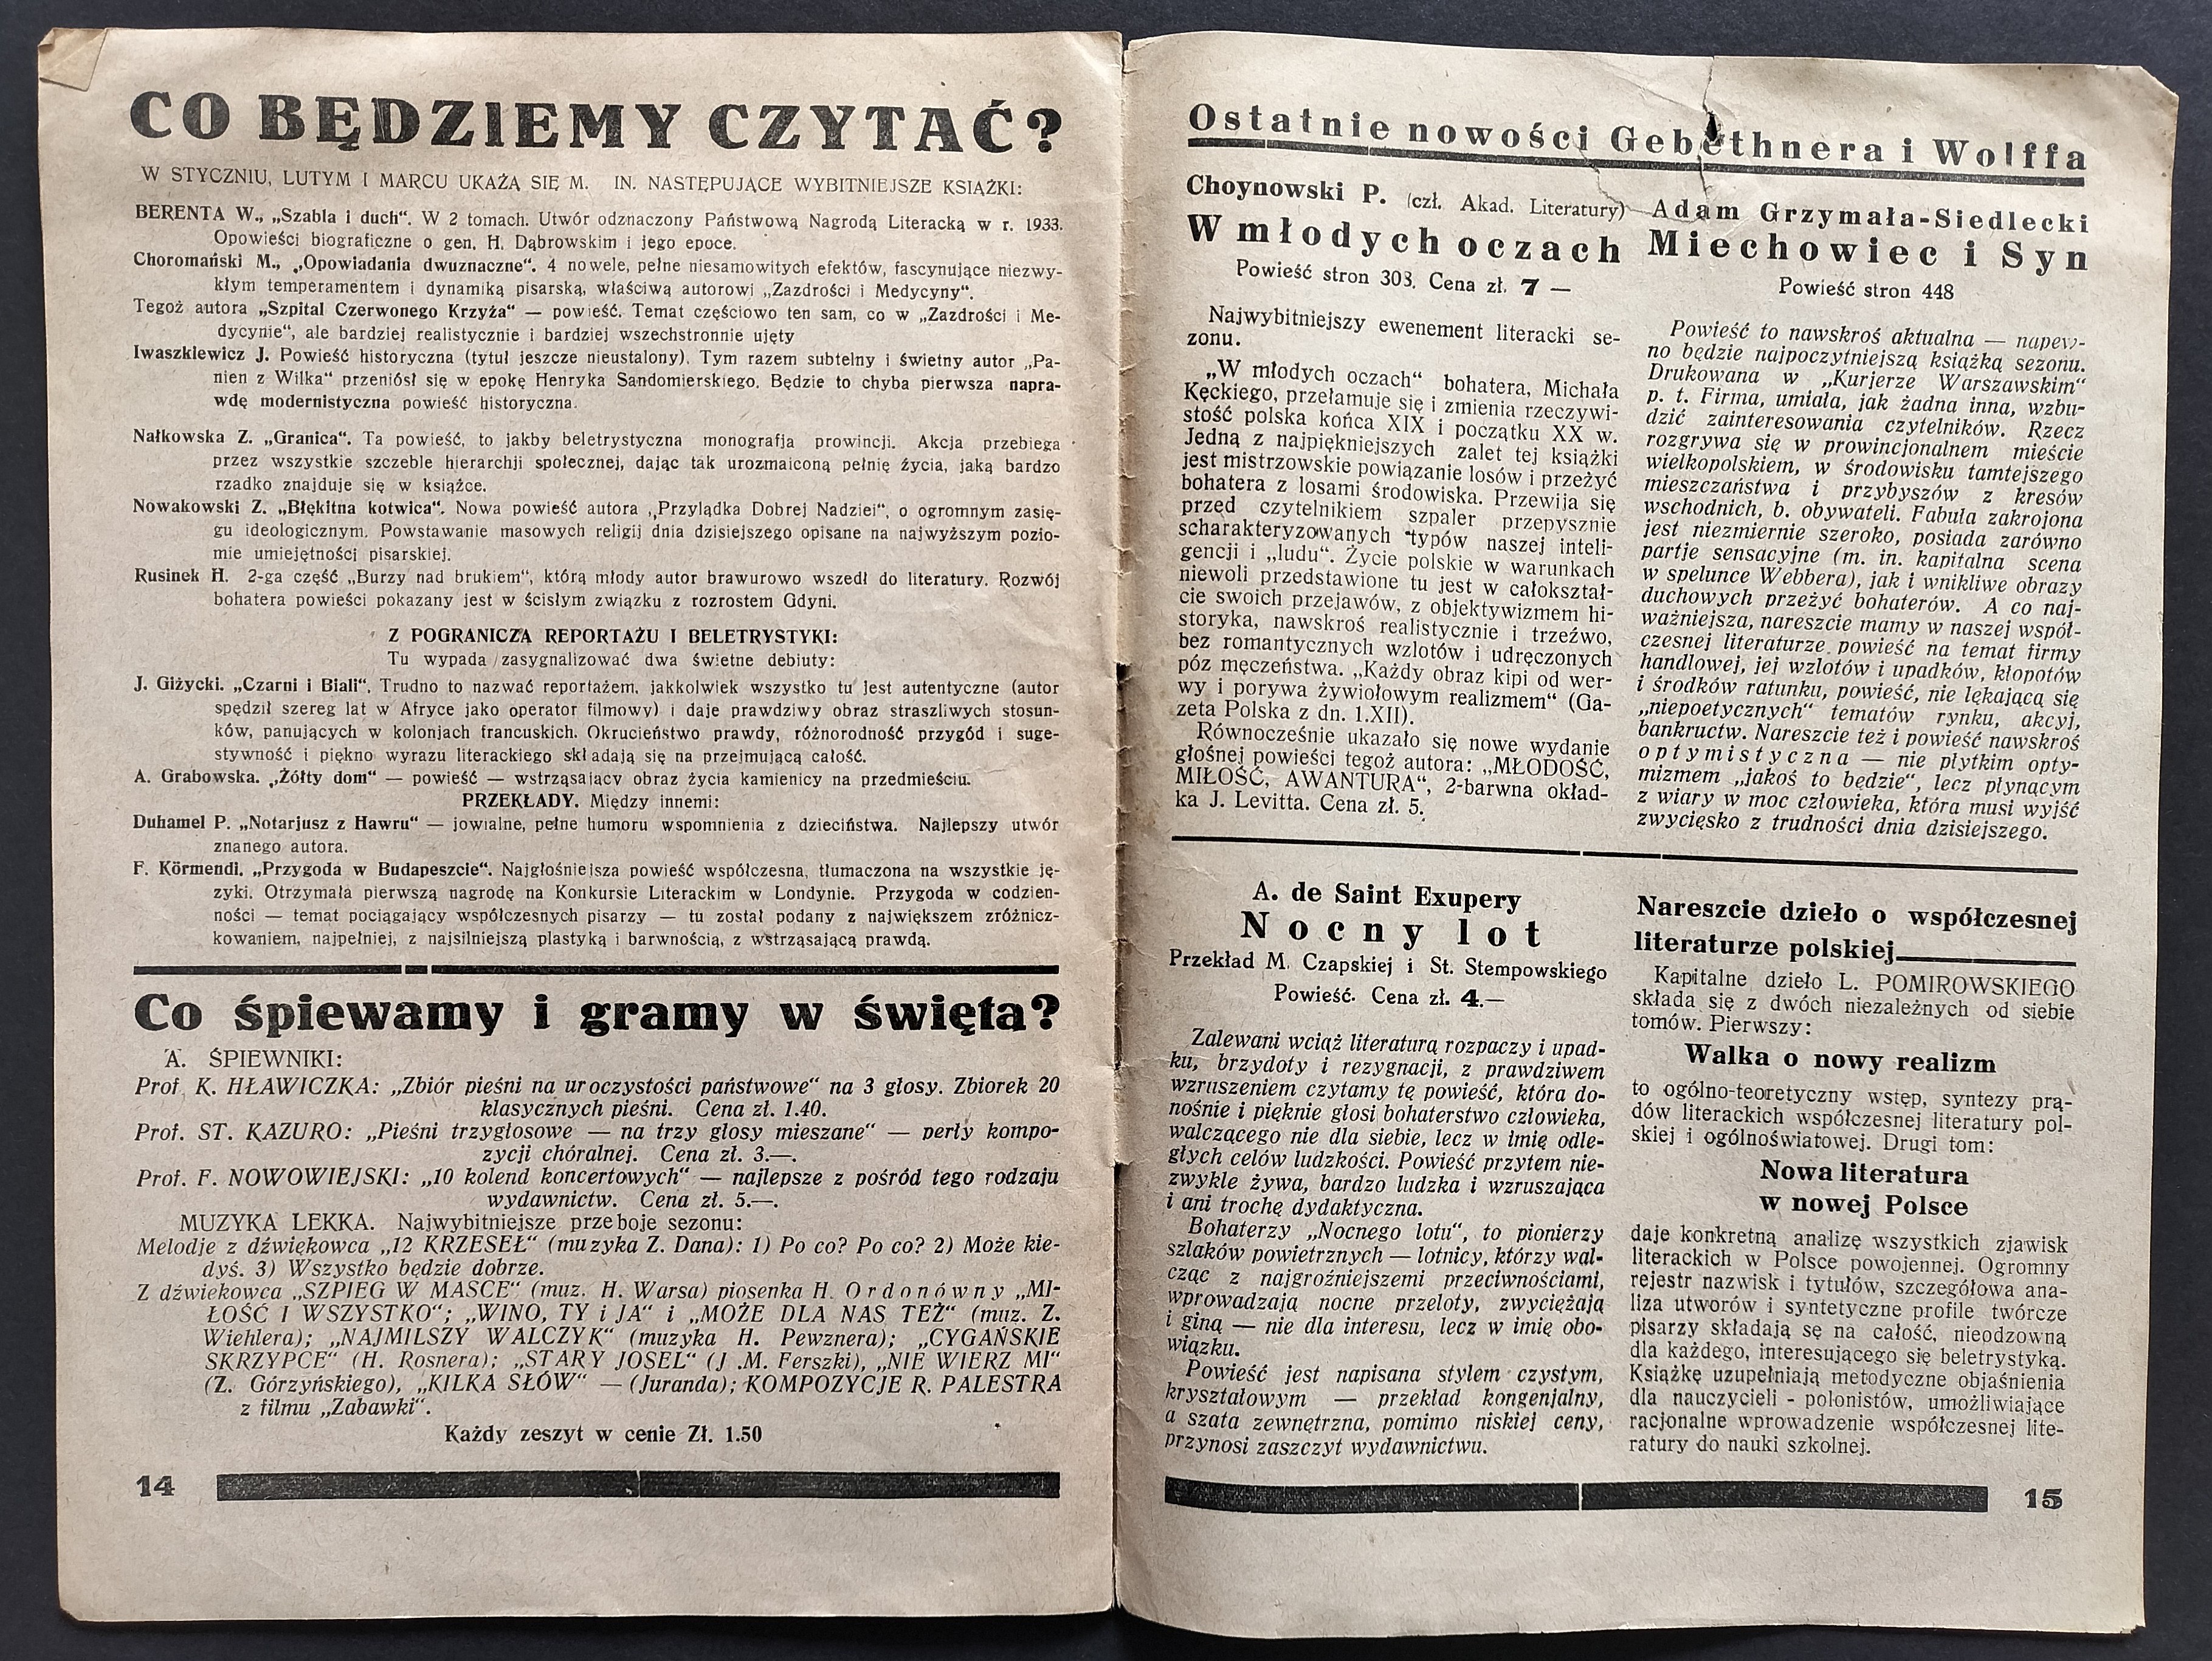 CO BĘDZIEMY CZYTAĆ?
W STYCZNIU, LUTYM I MARCU UKAŻĄ SIĘ M. IN. NASTĘPUJĄCE WYBITNIEJSZE KSIĄŻKI:
BERENTA W., „Szabla i duch“. W 2 tomach. Utwór odznaczony Państwową Nagrodą Literacką w r. 1933.
Opowieści biograficzne o gen. H. Dąbrowskim i jego epoce.
Choromański M., „Opowiadania dwuznaczne“. 4 nowele, pełne niesamowitych efektów, fascynujące niezwy-
kłym temperamentem i dynamiką pisarską, właściwą autorowi „Zazdrości i Medycyny“.
Tegoż autora „Szpital Czerwonego Krzyża“ — powieść. Temat częściowo ten sam, co w „Zazdrości i Me-
dycynie“, ale bardziej realistycznie i bardziej wszechstronnie ujęty
Iwaszkiewicz J. Powieść historyczna (tytuł jeszcze nieustalony). Tym razem subtelny i świetny autor „Pa-
nien z Wilka“ przeniósł się w epokę Henryka Sandomierskiego. Będzie to chyba pierwsza napra-
wdę modernistyczna powieść historyczna.
Nałkowska Z. „Granica“. Ta powieść, to jakby beletrystyczna monografja prowincji. Akcja przebiega
przez wszystkie szczeble hierarchji społecznej, dając tak urozmaiconą pełnię życia, jaką bardzo
rzadko znajduje się w książce.
Nowakowski Z. „Błękitna kotwica“. Nowa powieść autora „Przylądka Dobrej Nadziei“, o ogromnym zasię-
gu ideologicznym. Powstawanie masowych religij dnia dzisiejszego opisane na najwyższym pozio-
mie umiejętności pisarskiej.
Rusinek H. 2-ga część „Burzy nad brukiem“, którą młody autor brawurowo wszedł do literatury. Rozwój
bohatera powieści pokazany jest w ścisłym związku z rozrostem Gdyni.
Z POGRANICZA REPORTAŻU I BELETRYSTYKI:
Tu wypada zasygnalizować dwa świetne debiuty:
J. Giżycki. „Czarni i Biali“. Trudno to nazwać reportażem, jakkolwiek wszystko tu jest autentyczne (autor
spędził szereg lat w Afryce jako operator filmowy) i daje prawdziwy obraz straszliwych stosun-
ków, panujących w kolonjach francuskich. Okrucieństwo prawdy, różnorodność przygód i suge-
stywność i piękno wyrazu literackiego składają się na przejmującą całość.
A. Grabowska. „Żółty dom“ — powieść — wstrząsający obraz życia kamienicy na przedmieściu.
PRZEKŁADY. Między innemi:
Duhamel P. „Notarjusz z Hawru“ — jowialne, pełne humoru wspomnienia z dzieciństwa. Najlepszy utwór
znanego autora.
F. Körmendi. „Przygoda w Budapeszcie“. Najgłośniejsza powieść współczesna, tłumaczona na wszystkie ję-
zyki. Otrzymała pierwszą nagrodę na Konkursie Literackim w Londynie. Przygoda w codzien-
ności — temat pociągający współczesnych pisarzy — tu został podany z największem zróżnicz-
kowaniem, najpełniej, z najsilniejszą plastyką i barwnością, z wstrząsającą prawdą.
Co śpiewamy i gramy w święta?
A. ŚPIEWNIKI:
Prof. K. HŁAWICZKA: „Zbiór pieśni na uroczystości państwowe“ na 3 głosy. Zbiorek 20
klasycznych pieśni. Cena zł. 1.40.
Prof. ST. KAZURO: „Pieśni trzygłosowe — na trzy głosy mieszane“ — perły kompo-
zycji chóralnej. Cena zł. 3.—.
Prof. F. NOWOWIEJSKI: „10 kolend koncertowych“ — najlepsze z pośród tego rodzaju
wydawnictw. Cena zł. 5.—.
MUZYKA LEKKA. Najwybitniejsze przeboje sezonu:
Melodje z dźwiękowca „12 KRZESEŁ“ (muzyka Z. Dana): 1) Po co? Po co? 2) Może kie-
dyś. 3) Wszystko będzie dobrze.
Z dźwiękowca „SZPIEG W MASCE“ (muz. H. Warsa) piosenka H. Ordonówny „MI-
ŁOŚĆ I WSZYSTKO“; „WINO, TY i JA“ i „MOŻE DLA NAS TEŻ“ (muz. Z.
Wiehlera); „NAJMILSZY WALCZYK“ (muzyka H. Pewznera); „CYGAŃSKIE
SKRZYPCE“ (H. Rosnera); „STARY JOSEL“ (J .M. Ferszki), „NIE WIERZ MI“
(Z. Górzyńskiego), „KILKA SŁÓW“ — (Juranda); KOMPOZYCJE R. PALESTRA
z filmu „Zabawki“.
Każdy zeszyt w cenie Zł. 1.50
14
Ostatnie nowości Gebethnera i Wolffa
Choynowski P. (czł. Akad. Literatury)
W młodych oczach
Powieść stron 303. Cena zł. 7 —
Najwybitniejszy ewenement literacki se-
zonu.
„W młodych oczach“ bohatera, Michała
Kęckiego, przełamuje się i zmienia rzeczywi-
stość polska końca XIX i początku XX w.
Jedną z najpiękniejszych zalet tej książki
jest mistrzowskie powiązanie losów i przeżyć
bohatera z losami środowiska. Przewija się
przed czytelnikiem szpaler przepysznie
scharakteryzowanych typów naszej inteli-
gencji i „ludu“. Życie polskie w warunkach
niewoli przedstawione tu jest w całokształ-
cie swoich przejawów, z objektywizmem hi-
storyka, nawskroś realistycznie i trzeźwo,
bez romantycznych wzlotów i udręczonych
póz męczeństwa. „Każdy obraz kipi od wer-
wy i porywa żywiołowym realizmem“ (Ga-
zeta Polska z dn. 1.XII).
Równocześnie ukazało się nowe wydanie
głośnej powieści tegoż autora: „MŁODOŚĆ,
MIŁOŚĆ, AWANTURA“, 2-barwna okład-
ka J. Levitta. Cena zł. 5.
Adam Grzymała-Siedlecki
Miechowiec i Syn
Powieść stron 448
Powieść to nawskroś aktualna — napew-
no będzie najpoczytniejszą książką sezonu.
Drukowana w „Kurjerze Warszawskim“
p. t. Firma, umiała, jak żadna inna, wzbu-
dzić zainteresowania czytelników. Rzecz
rozgrywa się w prowincjonalnem mieście
wielkopolskiem, w środowisku tamtejszego
mieszczaństwa i przybyszów z kresów
wschodnich, b. obywateli. Fabuła zakrojona
jest niezmiernie szeroko, posiada zarówno
partje sensacyjne (m. in. kapitalna scena
w spelunce Webbera), jak i wnikliwe obrazy
duchowych przeżyć bohaterów. A co naj-
ważniejsza, nareszcie mamy w naszej współ-
czesnej literaturze powieść na temat firmy
handlowej, jej wzlotów i upadków, kłopotów
i środków ratunku, powieść, nie lękającą się
„niepoetycznych“ tematów rynku, akcyj,
bankructw. Nareszcie też i powieść nawskroś
optymistyczna — nie płytkim opty-
mizmem „jakoś to będzie“, lecz płynącym
z wiary w moc człowieka, która musi wyjść
zwycięsko z trudności dnia dzisiejszego.
A. de Saint Exupery
Nocny lot
Przekład M. Czapskiej i St. Stempowskiego
Powieść. Cena zł. 4.—
Zalewani wciąż literaturą rozpaczy i upad-
ku, brzydoty i rezygnacji, z prawdziwem
wzruszeniem czytamy tę powieść, która do-
nośnie i pięknie głosi bohaterstwo człowieka,
walczącego nie dla siebie, lecz w imię odle-
głych celów ludzkości. Powieść przytem nie-
zwykle żywa, bardzo ludzka i wzruszająca
i ani trochę dydaktyczna.
Bohaterzy „Nocnego lotu“, to pionierzy
szlaków powietrznych — lotnicy, którzy wal-
cząc z najgroźniejszemi przeciwnościami,
wprowadzają nocne przeloty, zwyciężają
i giną — nie dla interesu, lecz w imię obo-
wiązku.
Powieść jest napisana stylem czystym,
kryształowym — przekład kongenjalny,
a szata zewnętrzna, pomimo niskiej ceny,
przynosi zaszczyt wydawnictwu.
Nareszcie dzieło o współczesnej
literaturze polskiej
Kapitalne dzieło L. POMIROWSKIEGO
składa się z dwóch niezależnych od siebie
tomów. Pierwszy:
Walka o nowy realizm
to ogólno-teoretyczny wstęp, syntezy prą-
dów literackich współczesnej literatury pol-
skiej i ogólnoświatowej. Drugi tom:
Nowa literatura
w nowej Polsce
daje konkretną analizę wszystkich zjawisk
literackich w Polsce powojennej. Ogromny
rejestr nazwisk i tytułów, szczegółowa ana-
liza utworów i syntetyczne profile twórcze
pisarzy składają sę na całość, nieodzowną
dla każdego, interesującego się beletrystyką.
Książkę uzupełniają metodyczne objaśnienia
dla nauczycieli - polonistów, umożliwiające
racjonalne wprowadzenie współczesnej lite-
ratury do nauki szkolnej.
15